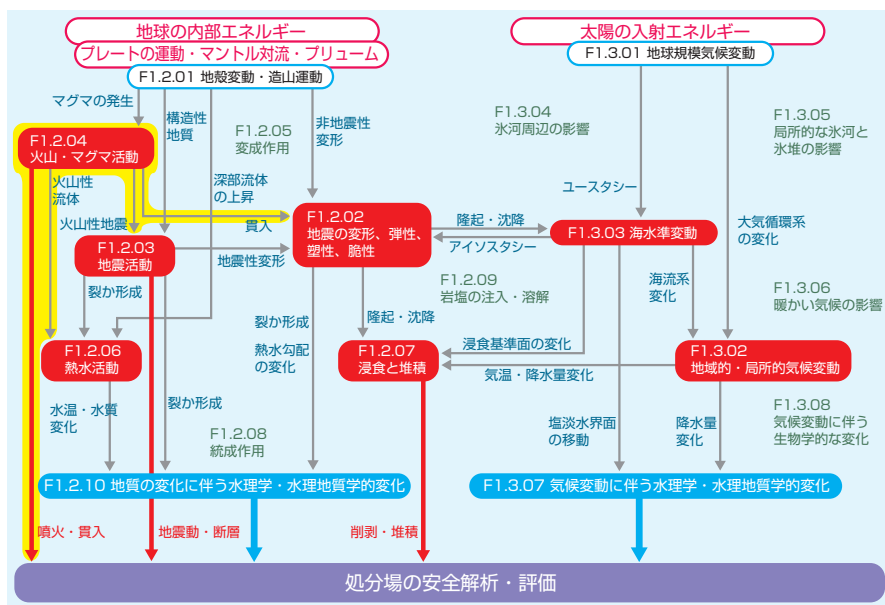 地球の内部エネルギー
太陽の入射エネルギー
プレートの運動・マントル対流・プリューム
F1.3.01 地球規模気候変動
F1.2.01 地殻変動・造山運動
マグマの発生
構造性
地質
F1.2.05
変成作用
非地震性
変形
F1.3.04
氷河周辺の影響
F1.3.05
局所的な氷河と
氷堆の影響
F1.2.04
火山・マグマ活動
火山性
流体
深部流体
の上昇
ユースタシー
火山性地震
貫入
F1.2.02
地震の変形、弾性、
塑性、脆性
隆起・沈降
アイソスタシー
F1.3.03 海水準変動
大気循環系
の変化
F1.2.03
地震活動
地震性変形
F1.2.09
岩塩の注入・溶解
海流系
変化
F1.3.06
暖かい気候の影響
裂か形成
裂か形成
隆起・沈降
熱水勾配
の変化
浸食基準面の変化
F1.2.06
熱水活動
F1.2.07
浸食と堆積
気温・降水量変化
F1.3.02
地域的・局所的気候変動
水温・水質
変化
裂か形成
F1.2.08
続成作用
塩淡水界面
の移動
降水量
変化
F1.3.08
気候変動に伴う
生物学的な変化
F1.2.10 地質の変化に伴う水理学・水理地質学的変化
F1.3.07 気候変動に伴う水理学・水理地質学的変化
噴火・貫入
地震動・断層
削剥・堆積
処分場の安全解析・評価